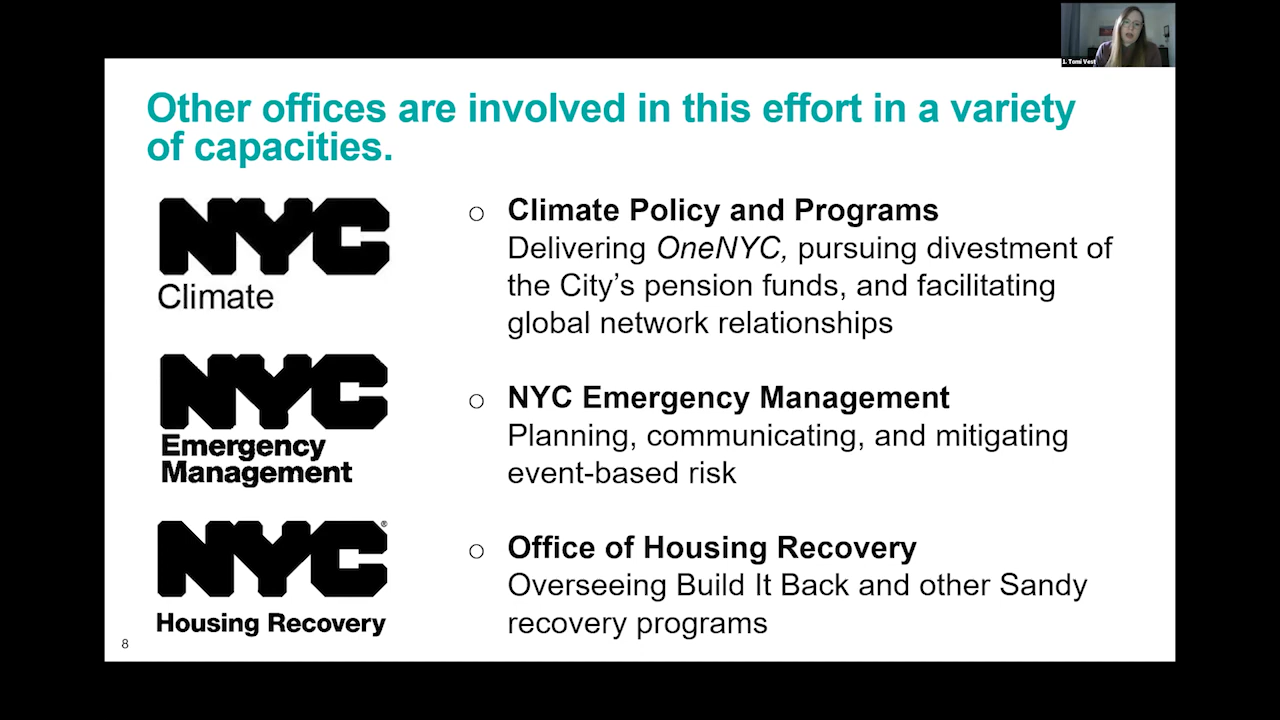 1. Tomi Vest
Other offices are involved in this effort in a variety
of capacities.
NYC
Climate
○ Climate Policy and Programs
Delivering OneNYC, pursuing divestment of
the City’s pension funds, and facilitating
global network relationships
NYC
Emergency
Management
○ NYC Emergency Management
Planning, communicating, and mitigating
event-based risk
NYC®
Housing Recovery
○ Office of Housing Recovery
Overseeing Build It Back and other Sandy
recovery programs
8